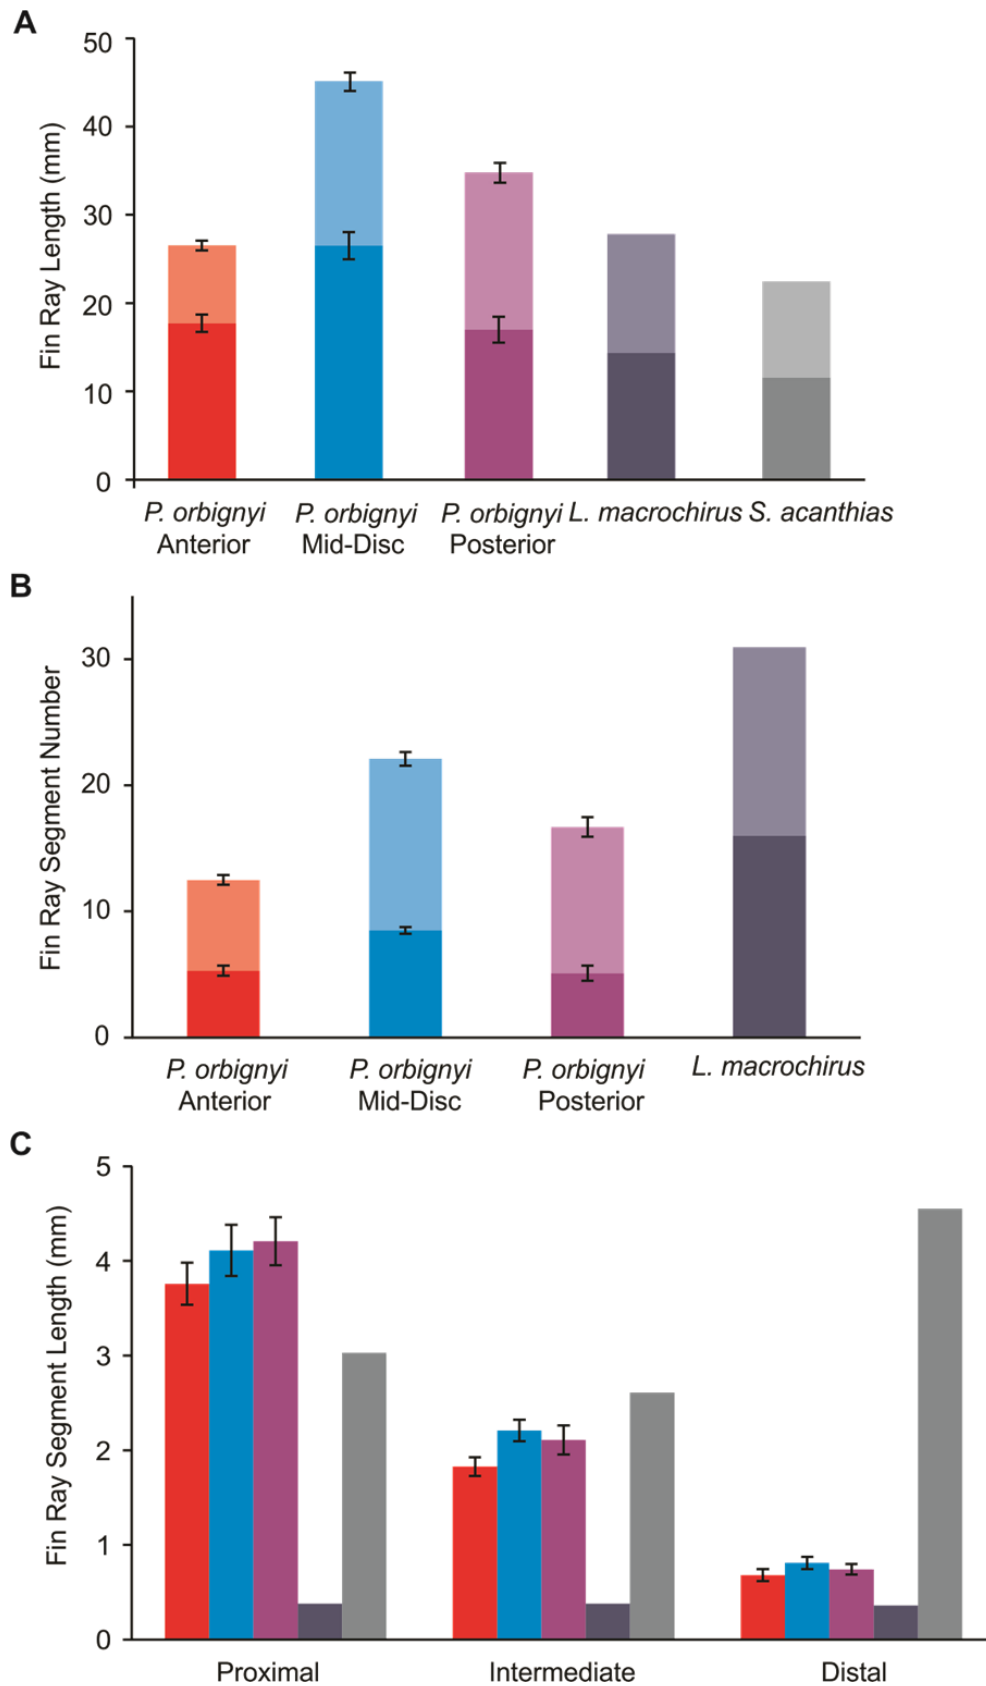 A
Fin Ray Length (mm)
50
40
30
20
10
0
P. orbignyi P. orbignyi P. orbignyi L. macrochirus S. acanthias
Anterior Mid-Disc Posterior
B
Fin Ray Segment Number
30
20
10
0
P. orbignyi P. orbignyi P. orbignyi L. macrochirus
Anterior Mid-Disc Posterior
C
Fin Ray Segment Length (mm)
5
4
3
2
1
0
Proximal Intermediate Distal